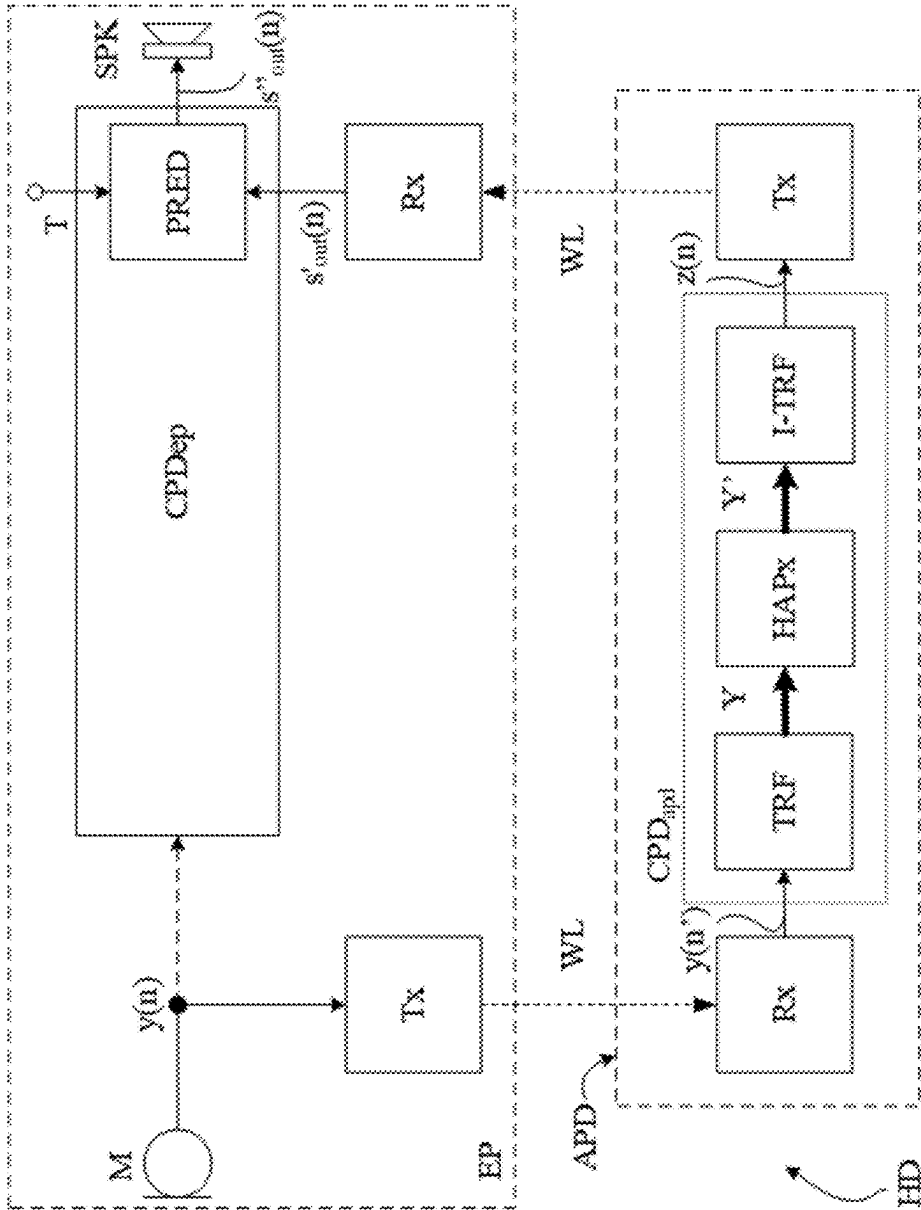 M
y(n)
CPDep
T
PRED
SPK
s''out(n)
Tx
Rx
s'out(n)
EP
WL
WL
APD
CPDapd
Rx
y(n')
TRF
Y
HAPx
Y'
I-TRF
z(n)
Tx
HD